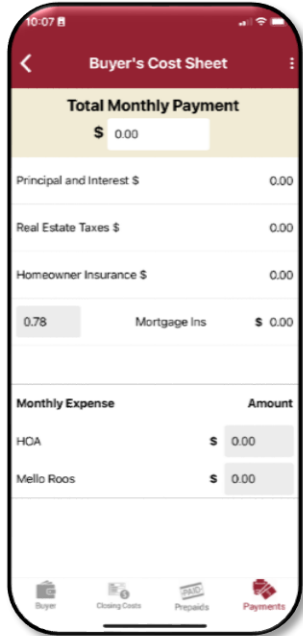 10:07
Buyer's Cost Sheet
Total Monthly Payment
$ 0.00
Principal and Interest $ 0.00
Real Estate Taxes $ 0.00
Homeowner Insurance $ 0.00
0.78 Mortgage Ins $ 0.00
Monthly Expense Amount
HOA $ 0.00
Mello Roos $ 0.00
PAID
Buyer Closing Costs Prepaids Payments